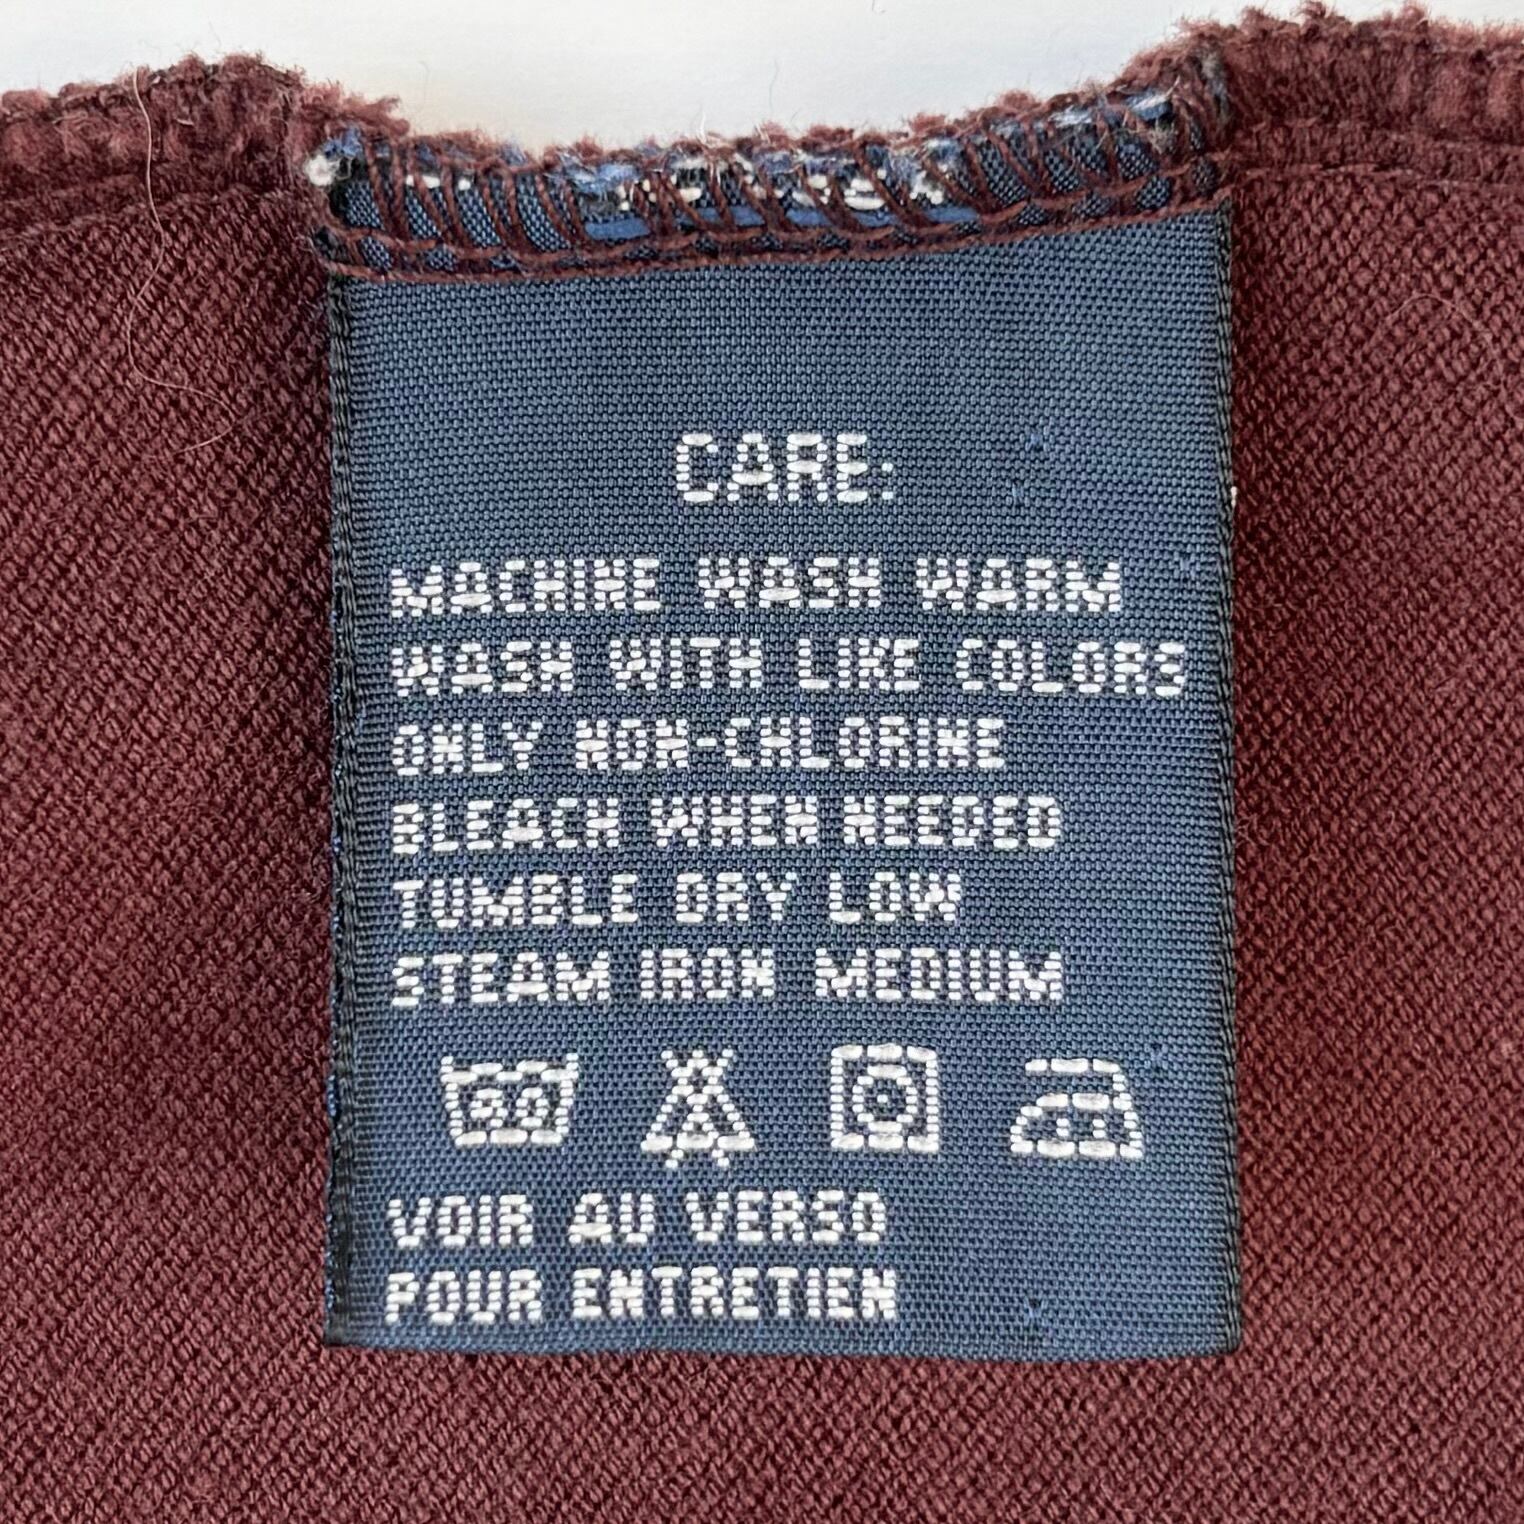 CARE:
MACHINE WASH WARM
WASH WITH LIKE COLORS
ONLY NON-CHLORINE
BLEACH WHEN NEEDED
TUMBLE DRY LOW
STEAM IRON MEDIUM
VOIR AU VERSO
POUR ENTRETIEN